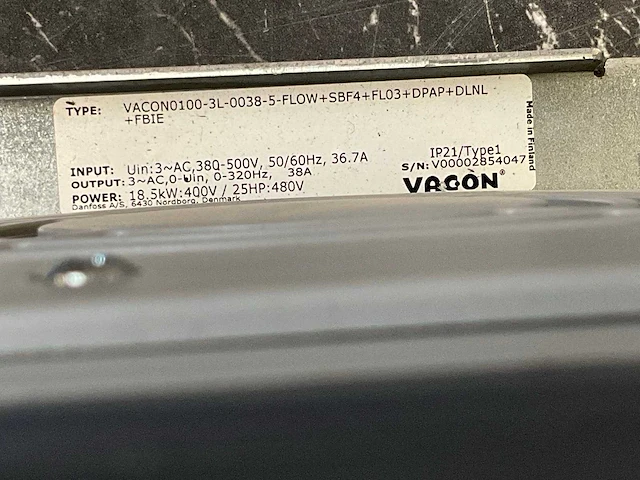 TYPE: VACON0100-3L-0038-5-FLOW+SBF4+FL03+DPAP+DLNL
+FBIE
INPUT: Uin:3~AC,380-500V, 50/60Hz, 36.7A
OUTPUT: 3~AC,0-Uin, 0-320Hz, 38A
POWER: 18.5kW:400V / 25HP:480V
Danfoss A/S, 6430 Nordborg, Denmark
IP21/Type1
S/N: V00002854047
VACON®
Made in Finland